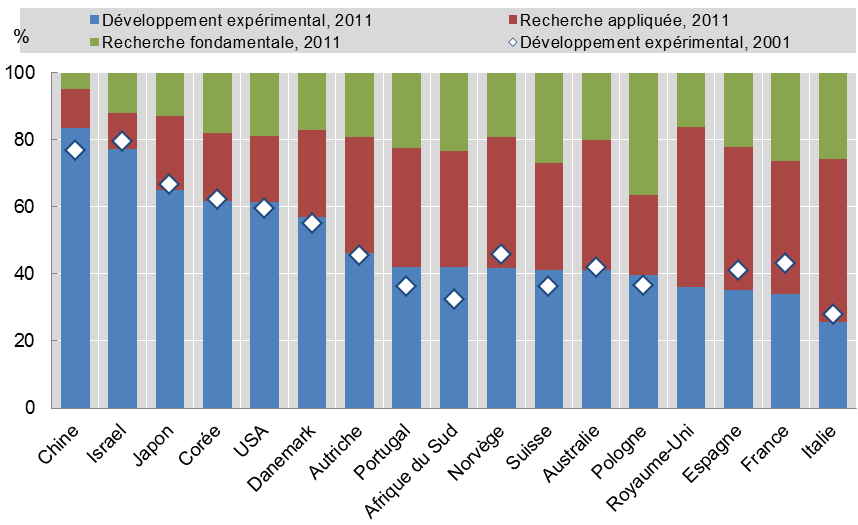 Développement expérimental, 2011
Recherche appliquée, 2011
Recherche fondamentale, 2011
Développement expérimental, 2001
%
100
80
60
40
20
0
Chine
Israel
Japon
Corée
USA
Danemark
Autriche
Portugal
Afrique du Sud
Norvège
Suisse
Australie
Pologne
Royaume-Uni
Espagne
France
Italie